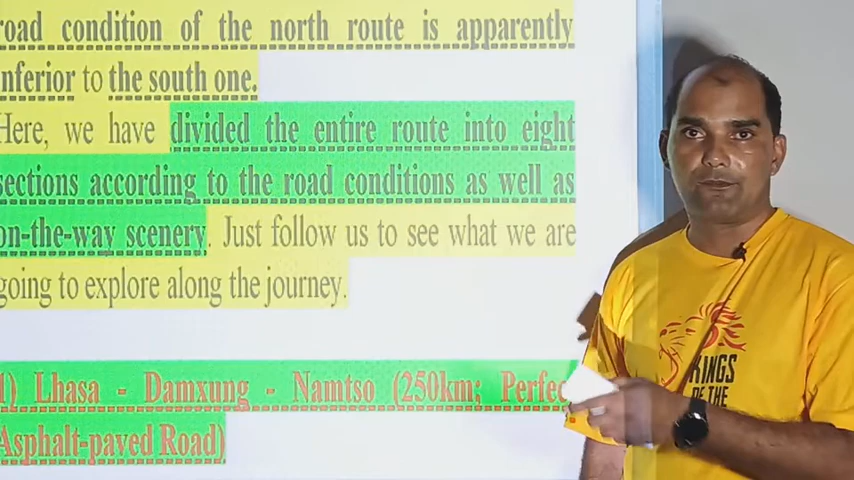 road condition of the north route is apparently
inferior to the south one.
Here, we have divided the entire route into eight
sections according to the road conditions as well as
on-the-way scenery. Just follow us to see what we are
going to explore along the journey.
1) Lhasa - Damxung - Namtso (250km; Perfec
Asphalt-paved Road)
KINGS
OF THE